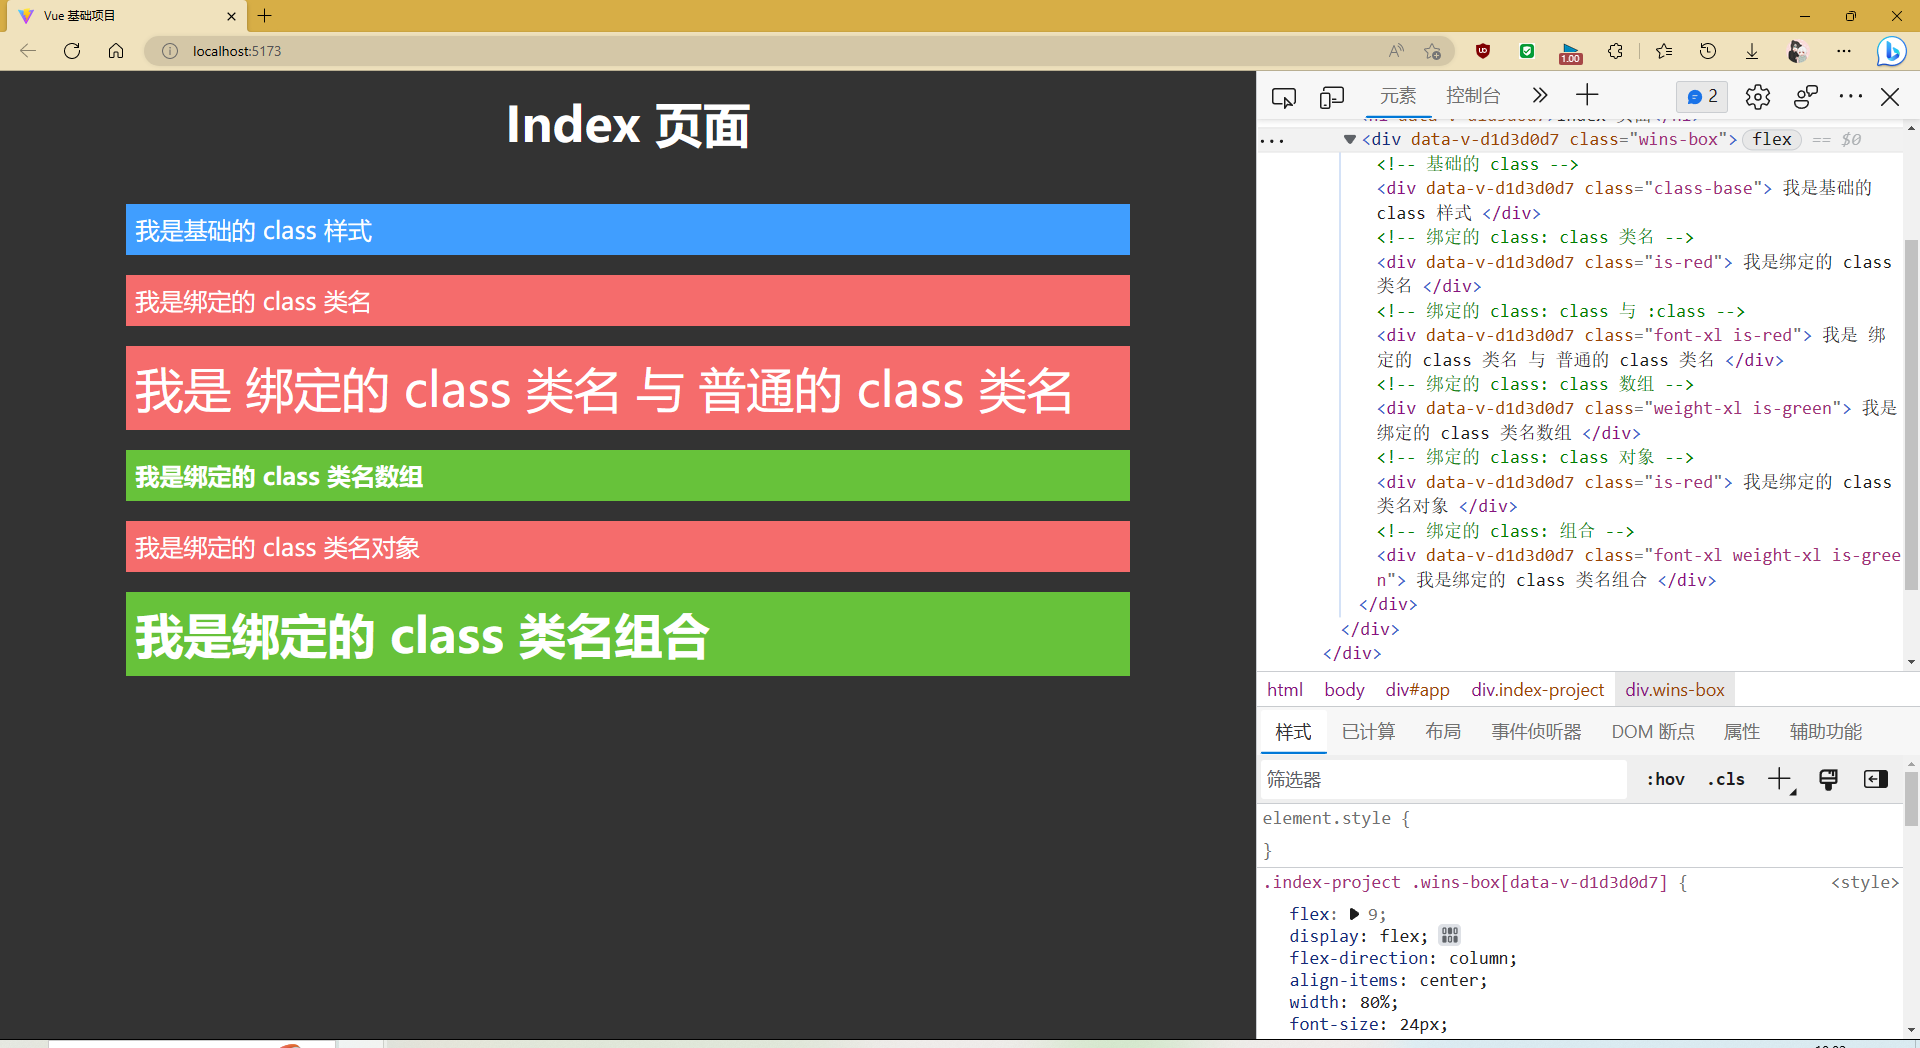 Vue 基础项目
localhost:5173
1.00
Index 页面
我是基础的 class 样式
我是绑定的 class 类名
我是 绑定的 class 类名 与 普通的 class 类名
我是绑定的 class 类名数组
我是绑定的 class 类名对象
我是绑定的 class 类名组合
元素 控制台 2
<div data-v-d1d3d0d7 class="wins-box"> flex == $0
<!-- 基础的 class -->
<div data-v-d1d3d0d7 class="class-base"> 我是基础的
class 样式 </div>
<!-- 绑定的 class: class 类名 -->
<div data-v-d1d3d0d7 class="is-red"> 我是绑定的 class
类名 </div>
<!-- 绑定的 class: class 与 :class -->
<div data-v-d1d3d0d7 class="font-xl is-red"> 我是 绑
定的 class 类名 与 普通的 class 类名 </div>
<!-- 绑定的 class: class 数组 -->
<div data-v-d1d3d0d7 class="weight-xl is-green"> 我是
绑定的 class 类名数组 </div>
<!-- 绑定的 class: class 对象 -->
<div data-v-d1d3d0d7 class="is-red"> 我是绑定的 class
类名对象 </div>
<!-- 绑定的 class: 组合 -->
<div data-v-d1d3d0d7 class="font-xl weight-xl is-gree
n"> 我是绑定的 class 类名组合 </div>
</div>
</div>
</div>
html body div#app div.index-project div.wins-box
样式 已计算 布局 事件侦听器 DOM 断点 属性 辅助功能
筛选器 :hov .cls
element.style {
}
.index-project .wins-box[data-v-d1d3d0d7] { <style>
flex: 9;
display: flex;
flex-direction: column;
align-items: center;
width: 80%;
font-size: 24px;